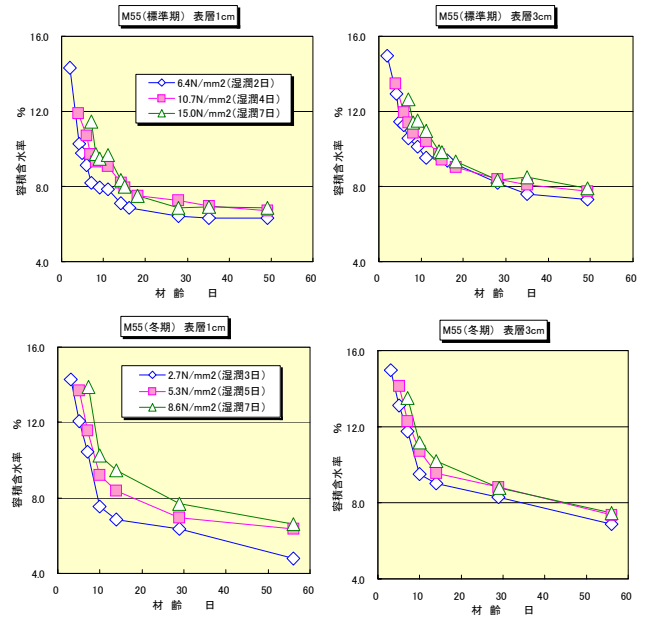 M55(標準期) 表層1cm
16.0
12.0
8.0
4.0
容積含水率 %
6.4N/mm2(湿潤2日)
10.7N/mm2(湿潤4日)
15.0N/mm2(湿潤7日)
0 10 20 30 40 50 60
材 齢 日
M55(標準期) 表層3cm
16.0
12.0
8.0
4.0
容積含水率 %
0 10 20 30 40 50 60
材 齢 日
M55(冬期) 表層1cm
16.0
12.0
8.0
4.0
容積含水率 %
2.7N/mm2(湿潤3日)
5.3N/mm2(湿潤5日)
8.6N/mm2(湿潤7日)
0 10 20 30 40 50 60
材 齢 日
M55(冬期) 表層3cm
16.0
12.0
8.0
4.0
容積含水率 %
0 10 20 30 40 50 60
材 齢 日